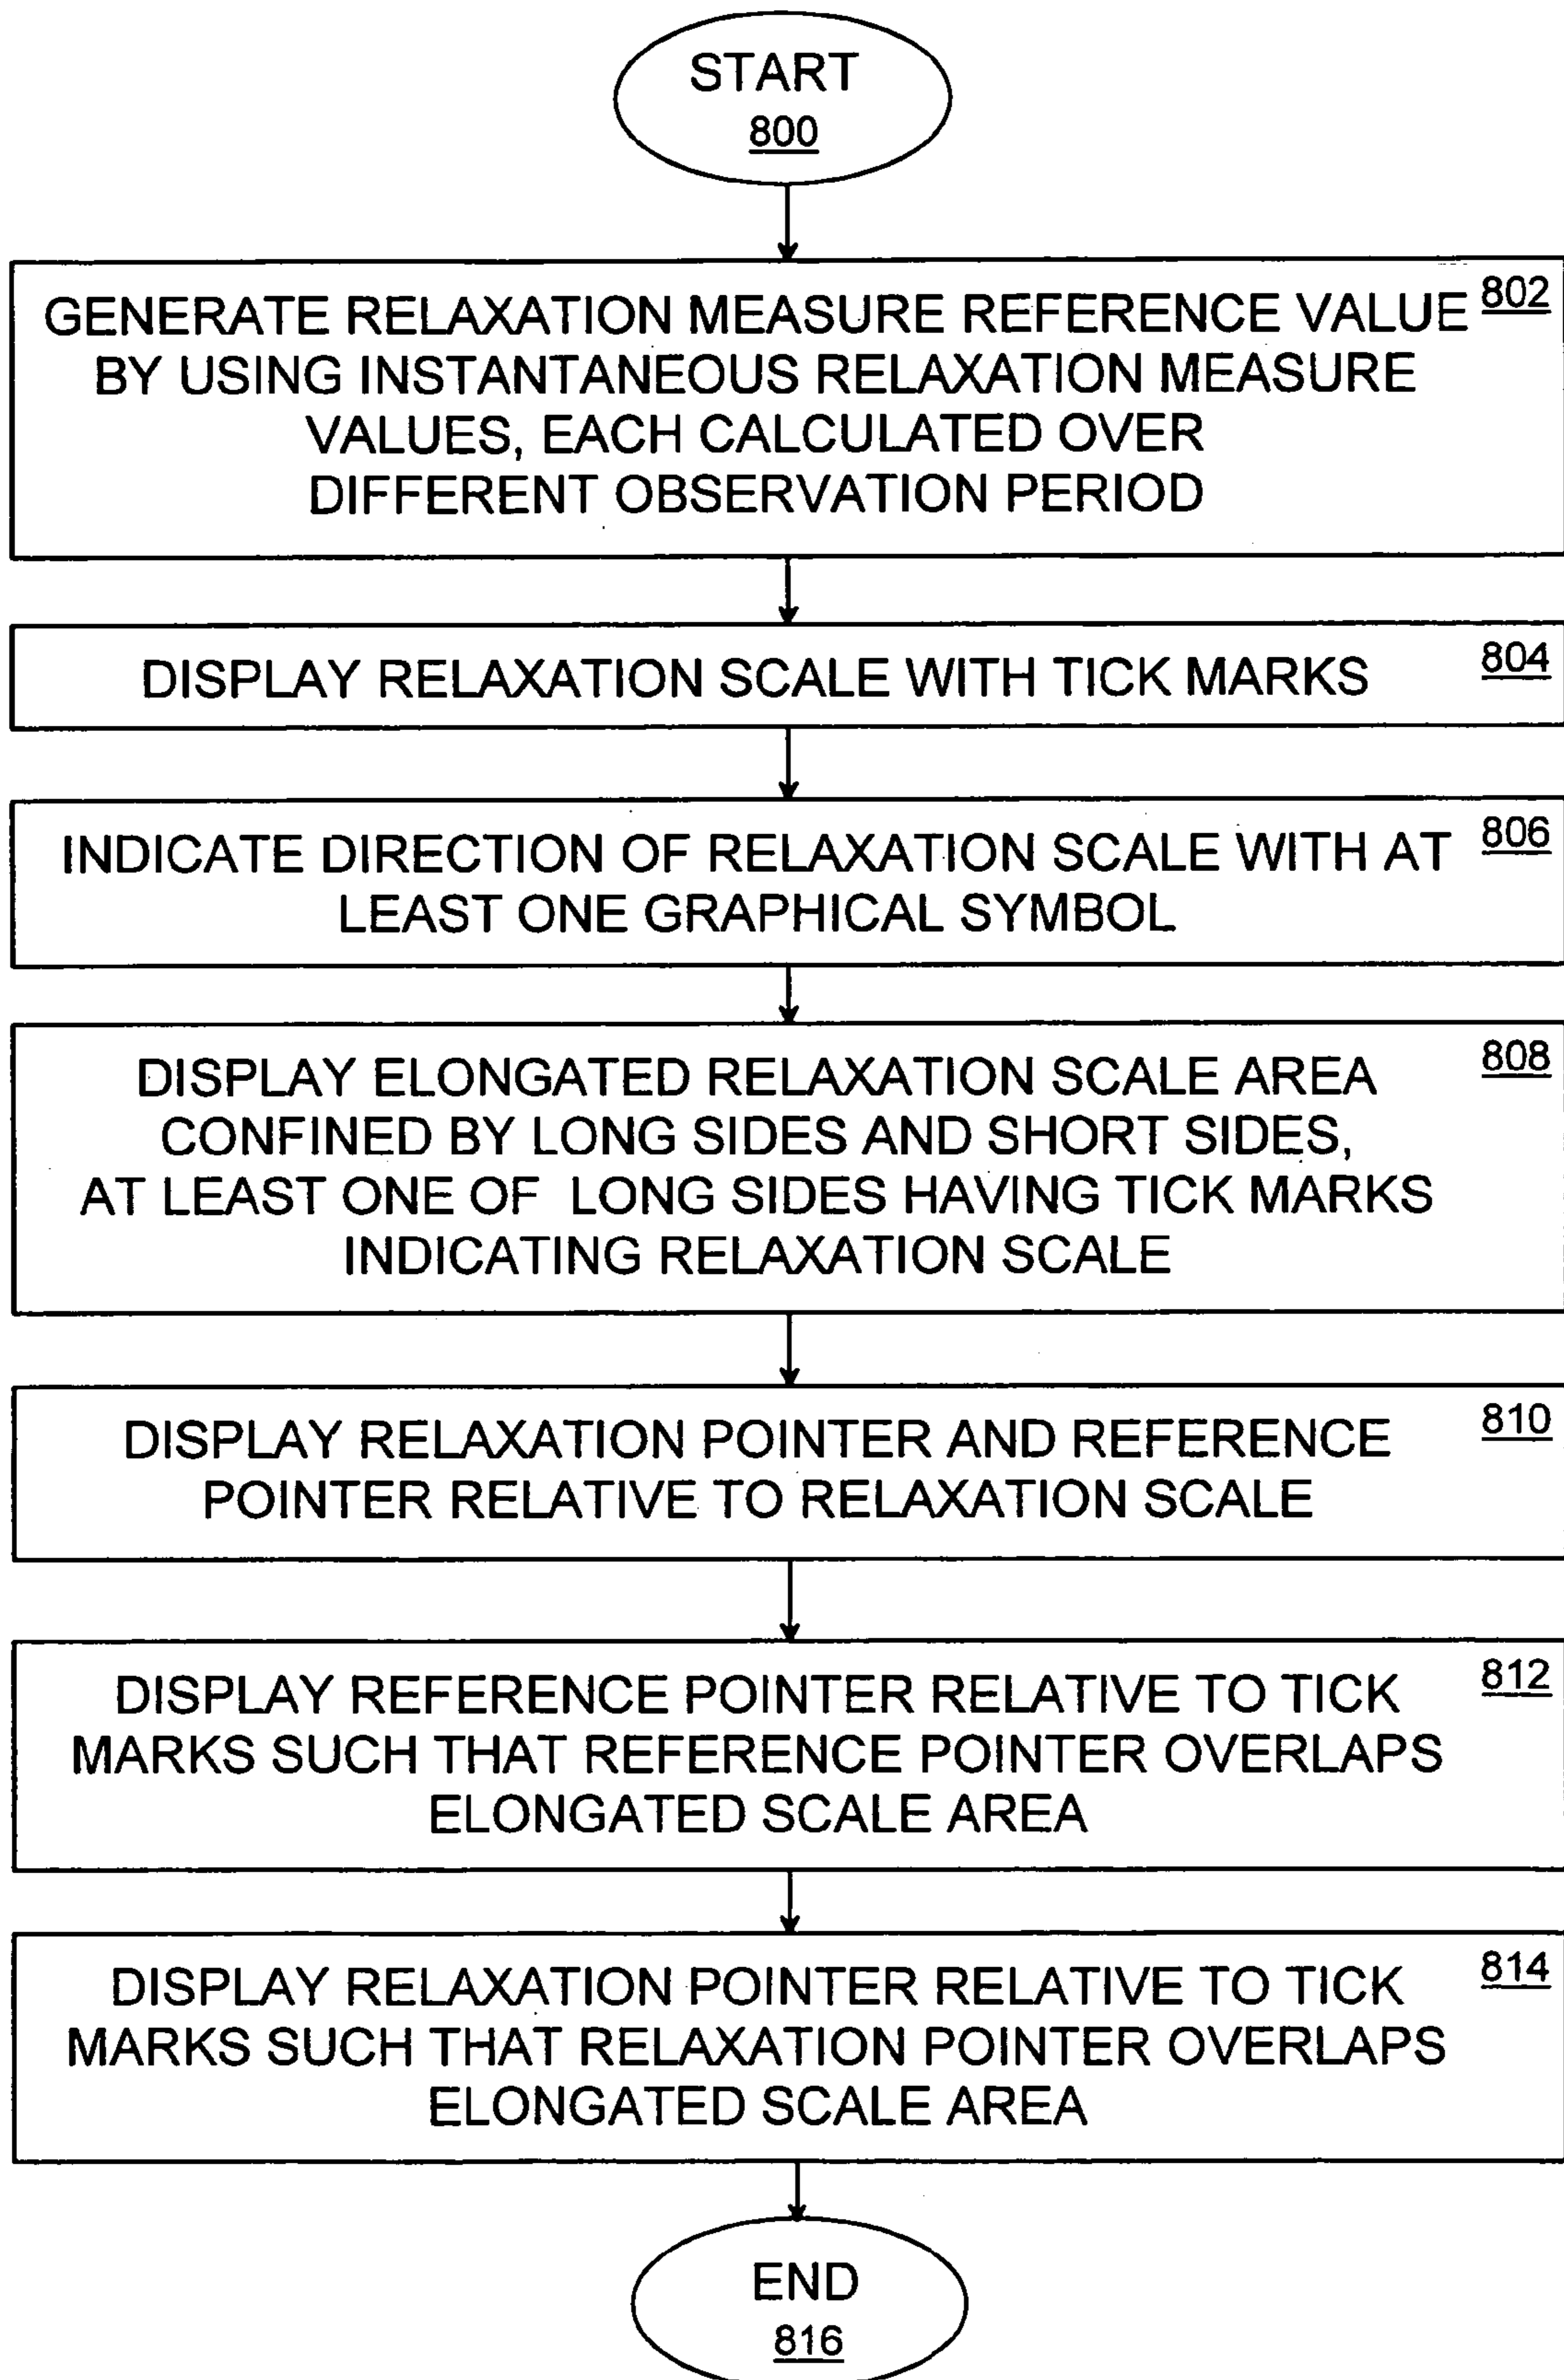 START
800
GENERATE RELAXATION MEASURE REFERENCE VALUE 802
BY USING INSTANTANEOUS RELAXATION MEASURE
VALUES, EACH CALCULATED OVER
DIFFERENT OBSERVATION PERIOD
DISPLAY RELAXATION SCALE WITH TICK MARKS 804
INDICATE DIRECTION OF RELAXATION SCALE WITH AT 806
LEAST ONE GRAPHICAL SYMBOL
DISPLAY ELONGATED RELAXATION SCALE AREA 808
CONFINED BY LONG SIDES AND SHORT SIDES,
AT LEAST ONE OF LONG SIDES HAVING TICK MARKS
INDICATING RELAXATION SCALE
DISPLAY RELAXATION POINTER AND REFERENCE 810
POINTER RELATIVE TO RELAXATION SCALE
DISPLAY REFERENCE POINTER RELATIVE TO TICK 812
MARKS SUCH THAT REFERENCE POINTER OVERLAPS
ELONGATED SCALE AREA
DISPLAY RELAXATION POINTER RELATIVE TO TICK 814
MARKS SUCH THAT RELAXATION POINTER OVERLAPS
ELONGATED SCALE AREA
END
816